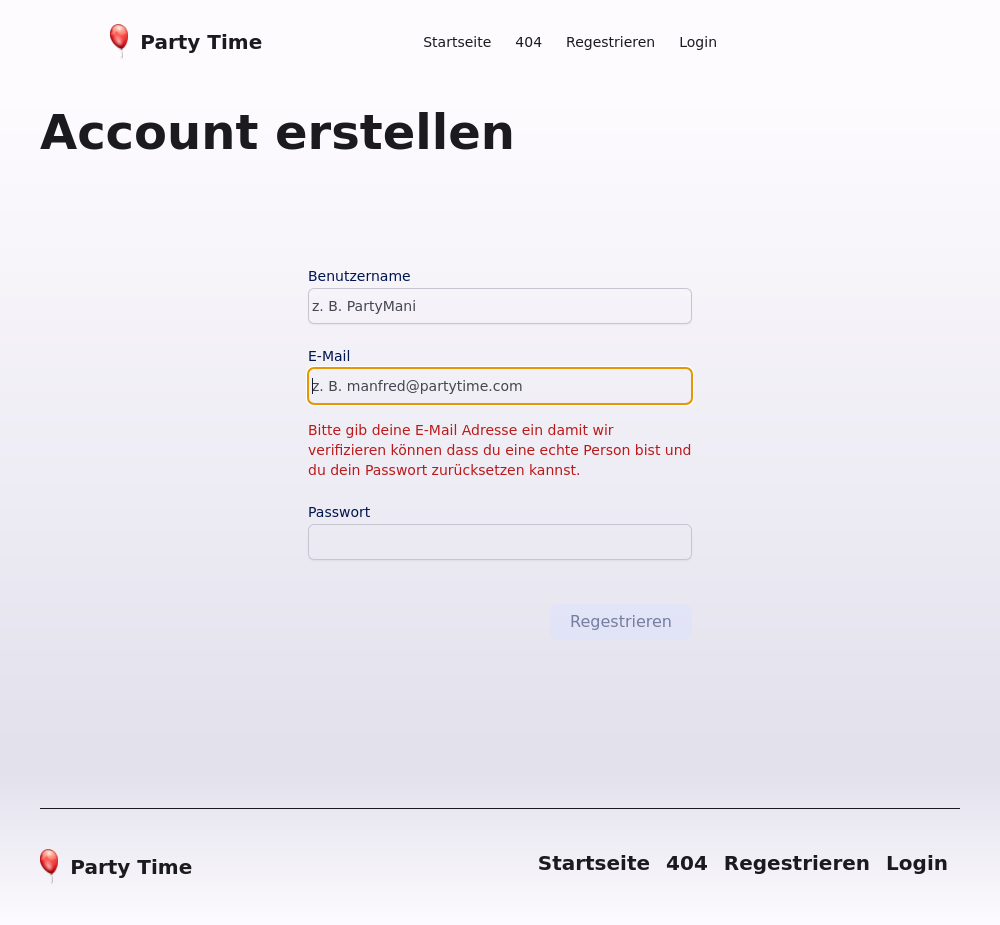 Party Time
Startseite 404 Regestrieren Login
Account erstellen
Benutzername
z. B. PartyMani
E-Mail
z. B. manfred@partytime.com
Bitte gib deine E-Mail Adresse ein damit wir
verifizieren können dass du eine echte Person bist und
du dein Passwort zurücksetzen kannst.
Passwort
Regestrieren
Party Time
Startseite 404 Regestrieren Login